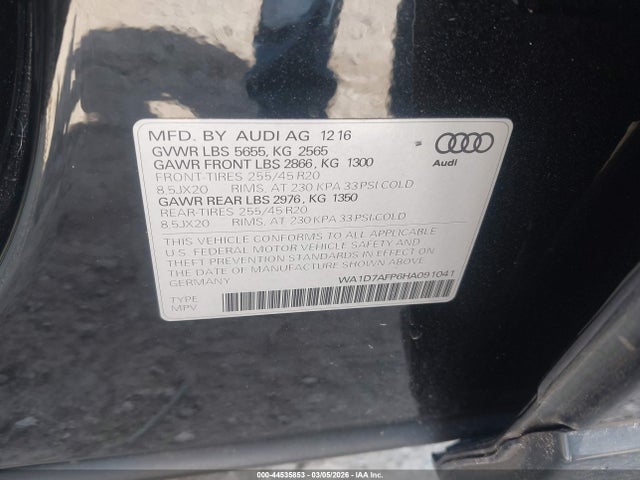 MFD. BY AUDI AG 12 16
GVWR LBS 5655, KG 2565
GAWR FRONT LBS 2866, KG 1300
FRONT-TIRES 255/45 R20
8.5JX20 RIMS. AT 230 KPA 33 PSI COLD
GAWR REAR LBS 2976, KG 1350
REAR-TIRES 255/45 R20
8.5JX20 RIMS. AT 230 KPA 33 PSI.COLD
THIS VEHICLE CONFORMS TO ALL APPLICABLE
U.S. FEDERAL MOTOR VEHICLE SAFETY AND
THEFT PREVENTION STANDARDS IN EFFECT ON
THE DATE OF MANUFACTURE SHOWN ABOVE.
GERMANY WA1D7AFP6HA091041
TYPE
MPV
Audi
000-44535853 / 03/05/2026 / IAAI.COM